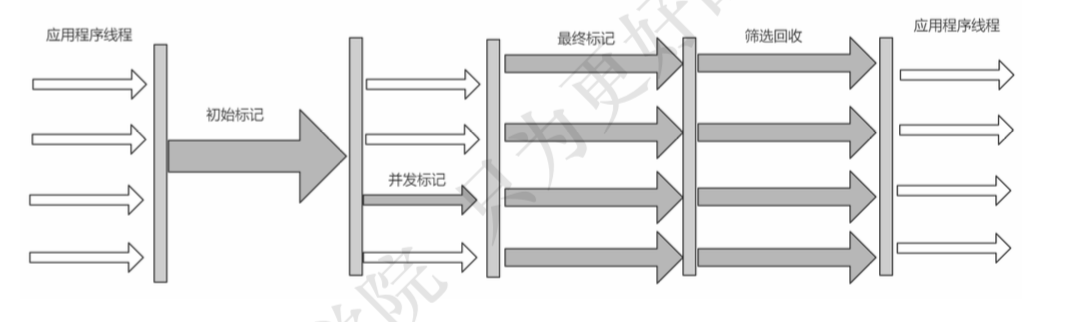 应用程序线程
初始标记
并发标记
最终标记
筛选回收
应用程序线程
学院 只为更好